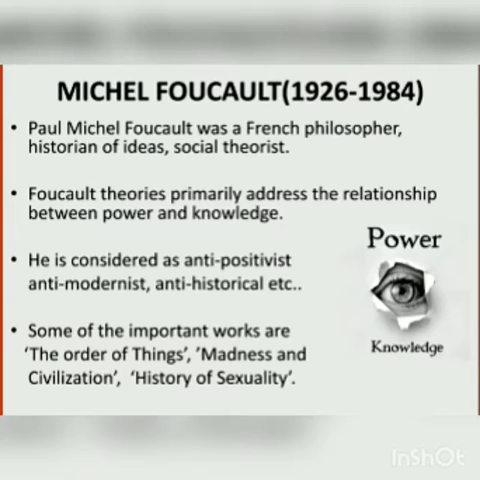 MICHEL FOUCAULT(1926-1984)
• Paul Michel Foucault was a French philosopher,
historian of ideas, social theorist.
• Foucault theories primarily address the relationship
between power and knowledge.
Power
• He is considered as anti-positivist
anti-modernist, anti-historical etc..
Knowledge
• Some of the important works are
‘The order of Things’, ’Madness and
Civilization’, ‘History of Sexuality’.
InShOt